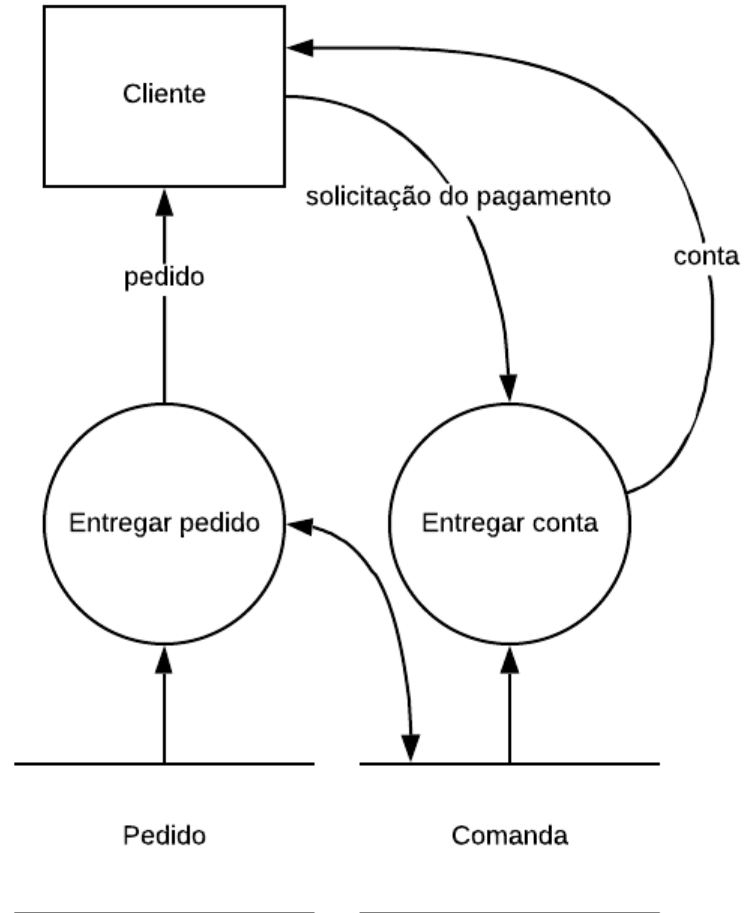 Cliente
solicitação do pagamento
conta
pedido
Entregar pedido
Entregar conta
Pedido
Comanda